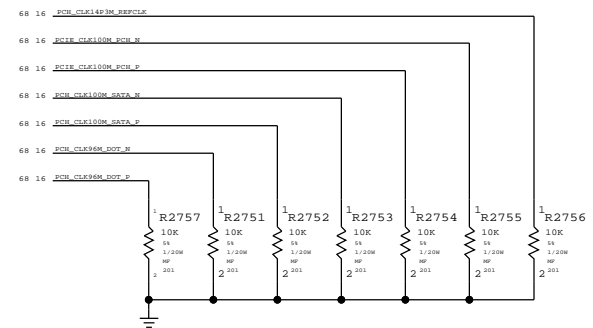 68 16 PCH_CLK14P3M_REFCLK
68 16 PCIE_CLK100M_PCH_N
68 16 PCIE_CLK100M_PCH_P
68 16 PCH_CLK100M_SATA_N
68 16 PCH_CLK100M_SATA_P
68 16 PCH_CLK96M_DOT_N
68 16 PCH_CLK96M_DOT_P
1 1 1 1 1 1 1
R2757 R2751 R2752 R2753 R2754 R2755 R2756
10K 10K 10K 10K 10K 10K 10K
5% 5% 5% 5% 5% 5% 5%
1/20W 1/20W 1/20W 1/20W 1/20W 1/20W 1/20W
MF MF MF MF MF MF MF
201 201 201 201 201 201 201
2 2 2 2 2 2 2